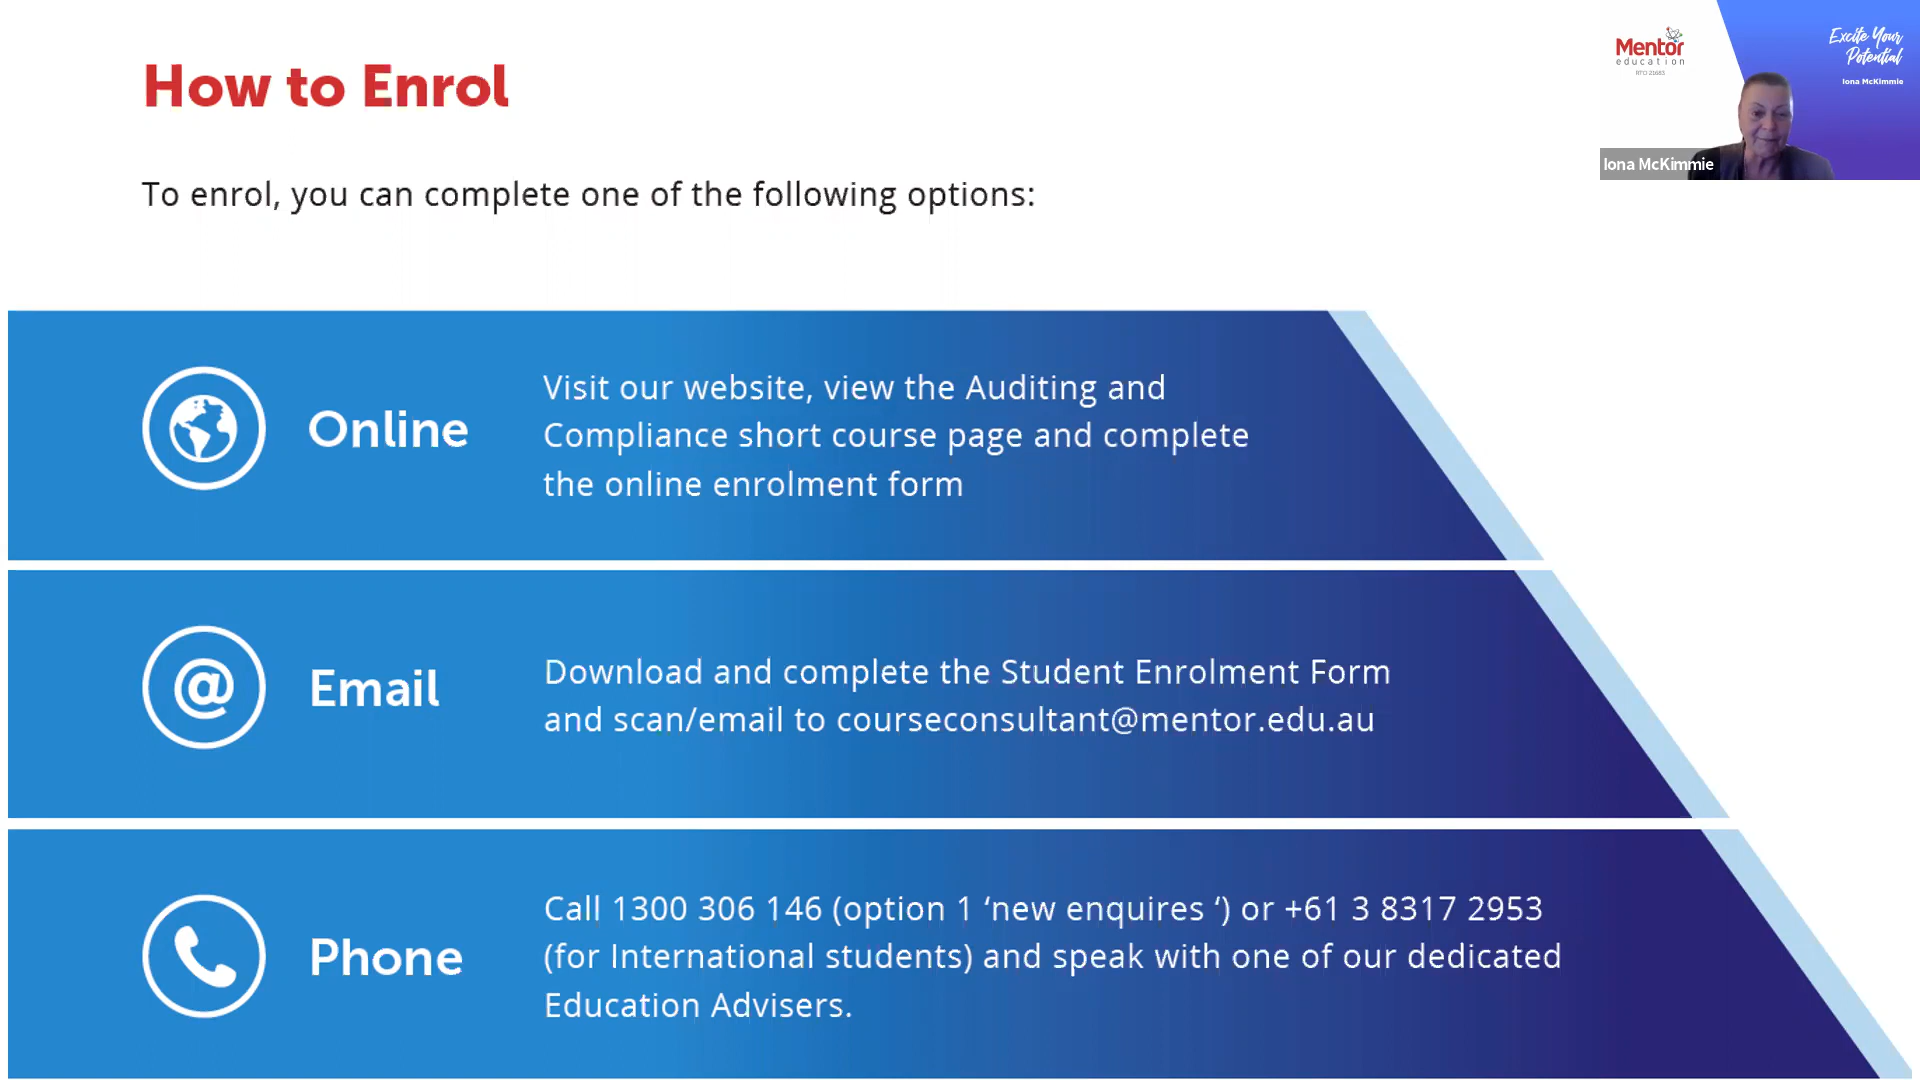 How to Enrol
To enrol, you can complete one of the following options:
Online
Visit our website, view the Auditing and
Compliance short course page and complete
the online enrolment form
Email
Download and complete the Student Enrolment Form
and scan/email to courseconsultant@mentor.edu.au
Phone
Call 1300 306 146 (option 1 ‘new enquires ‘) or +61 3 8317 2953
(for International students) and speak with one of our dedicated
Education Advisers.
Mentor
education
RTO 21683
Excite Your
Potential
Iona McKimmie
Iona McKimmie